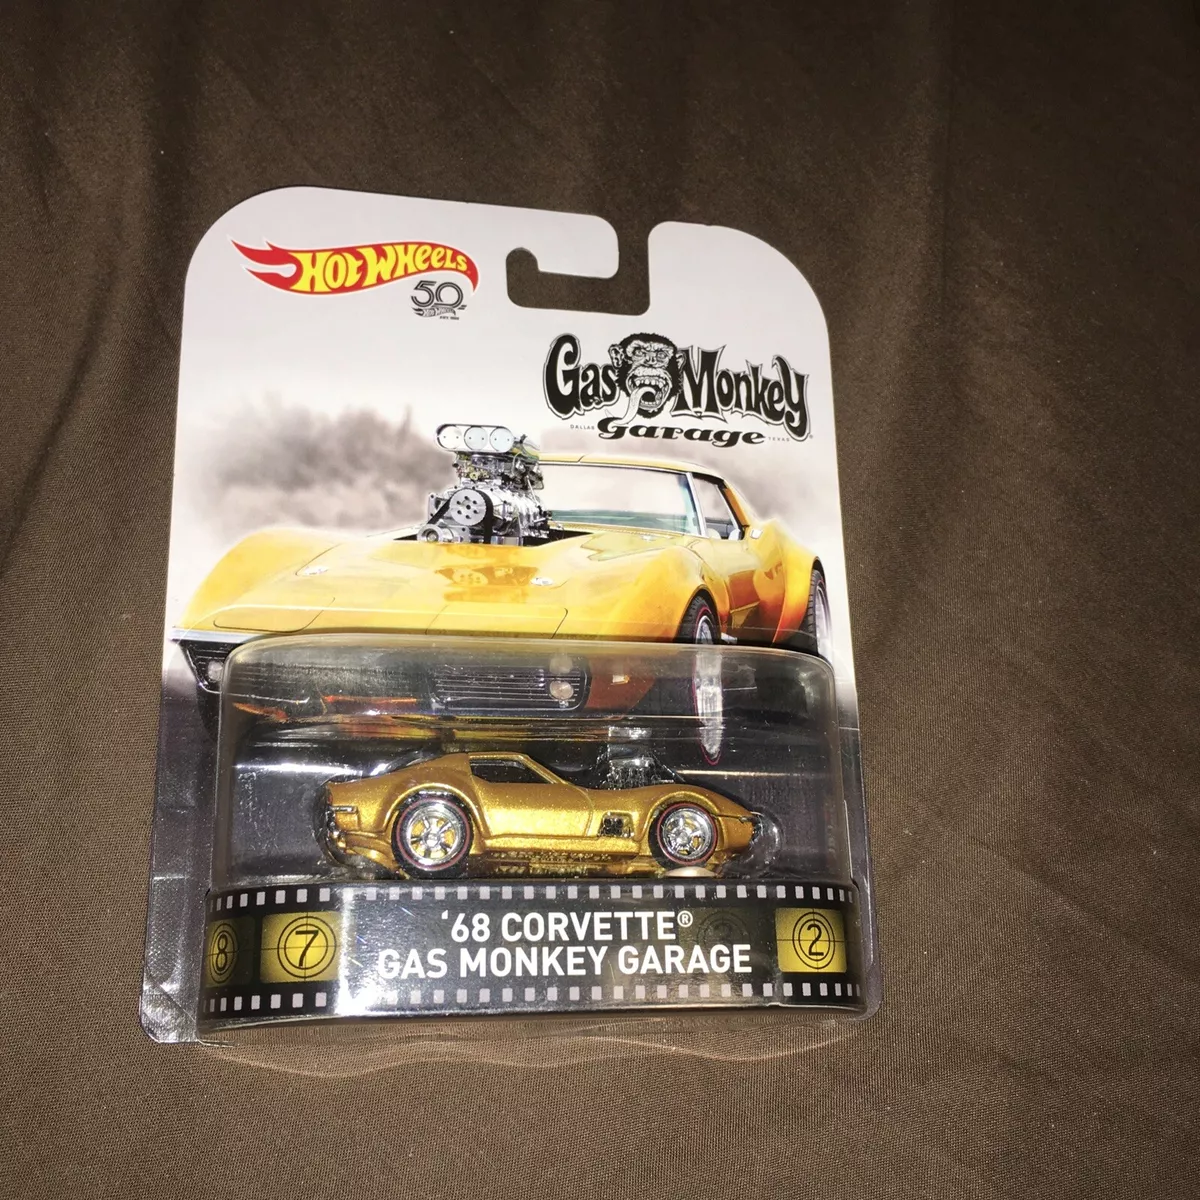 HOT WHEELS
50
Gas Monkey
DALLAS Garage TEXAS
'68 CORVETTE®
GAS MONKEY GARAGE
8 7 2